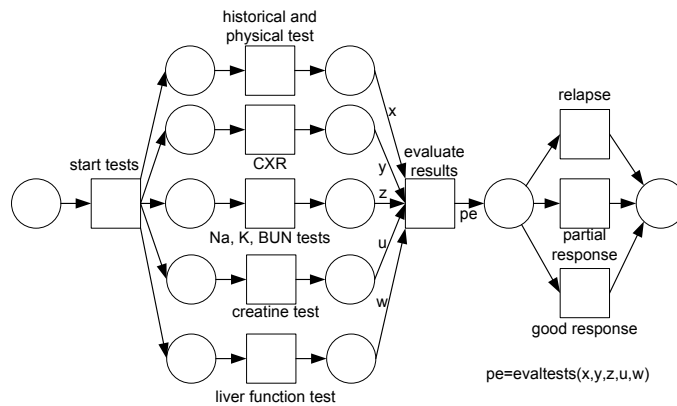 historical and
physical test
x
relapse
CXR
start tests
y
evaluate
results
z
pe
Na, K, BUN tests
u
partial
response
creatine test
w
good response
liver function test
pe=evaltests(x,y,z,u,w)